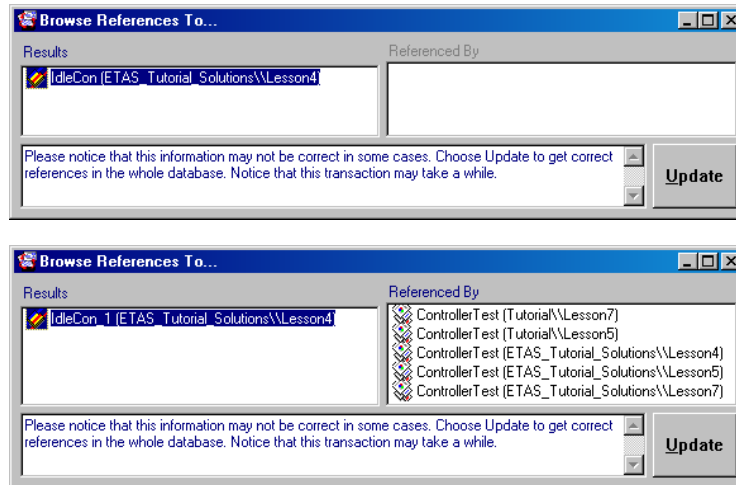 Browse References To...
Results
Referenced By
IdleCon (ETAS_Tutorial_Solutions\\Lesson4)
Please notice that this information may not be correct in some cases. Choose Update to get correct
references in the whole database. Notice that this transaction may take a while.
Update
Browse References To...
Results
Referenced By
IdleCon_1 (ETAS_Tutorial_Solutions\\Lesson4)
ControllerTest (Tutorial\\Lesson7)
ControllerTest (Tutorial\\Lesson5)
ControllerTest (ETAS_Tutorial_Solutions\\Lesson4)
ControllerTest (ETAS_Tutorial_Solutions\\Lesson5)
ControllerTest (ETAS_Tutorial_Solutions\\Lesson7)
Please notice that this information may not be correct in some cases. Choose Update to get correct
references in the whole database. Notice that this transaction may take a while.
Update